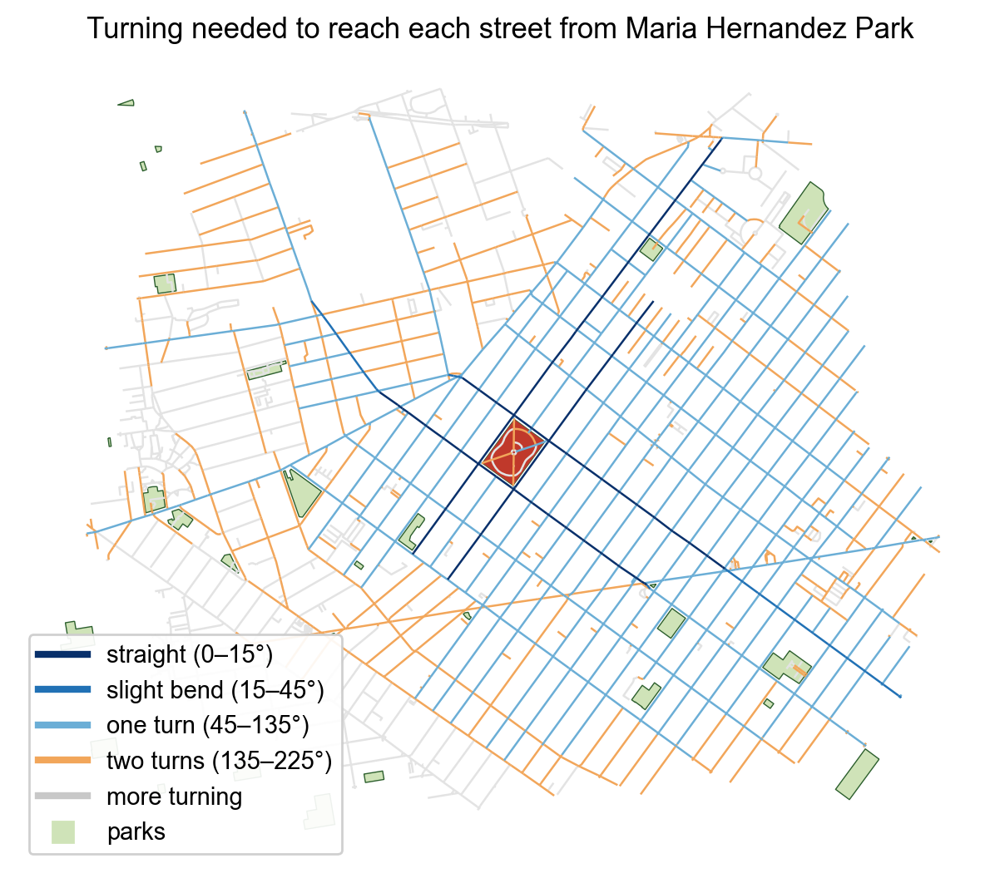 Turning needed to reach each street from Maria Hernandez Park
straight (0–15°)
slight bend (15–45°)
one turn (45–135°)
two turns (135–225°)
more turning
parks